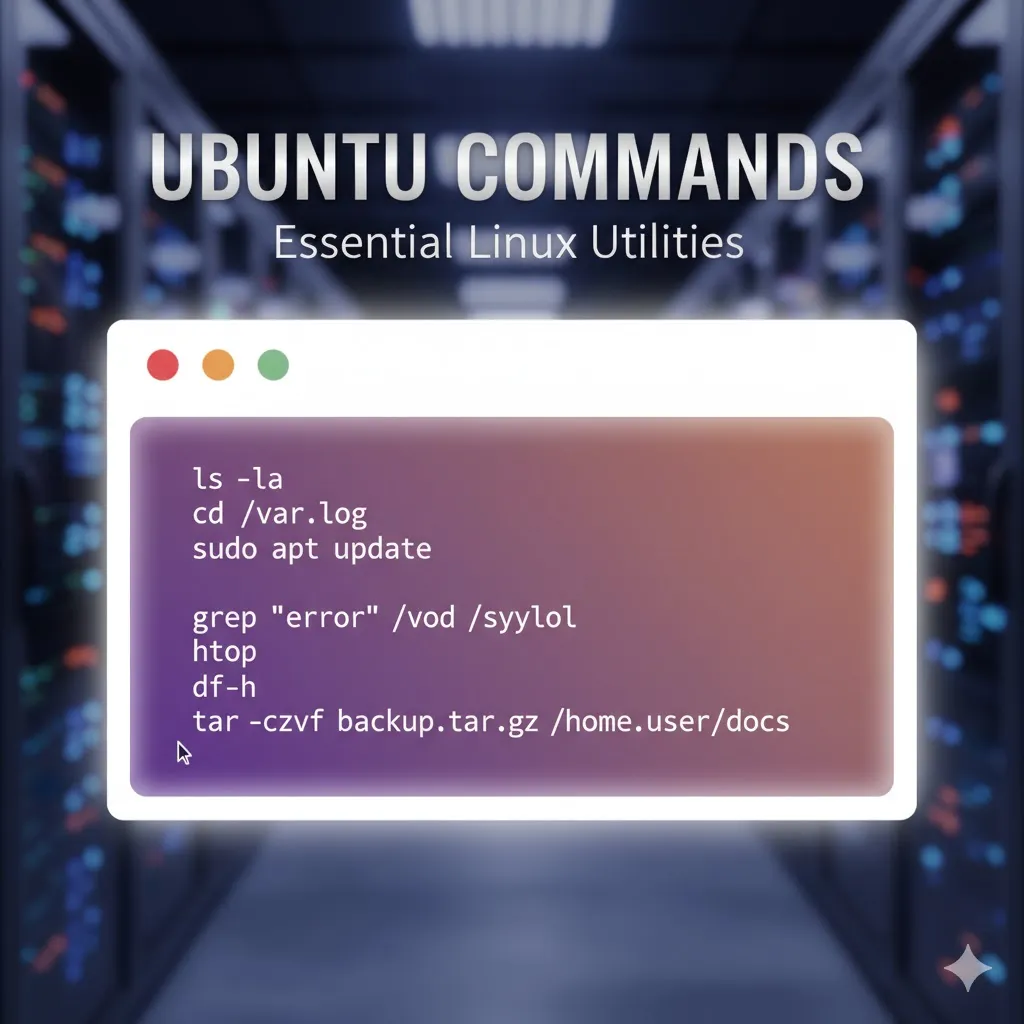 UBUNTU COMMANDS
Essential Linux Utilities
ls -la
cd /var.log
sudo apt update
grep "error" /vod /syylol
htop
df-h
tar -czvf backup.tar.gz /home.user/docs